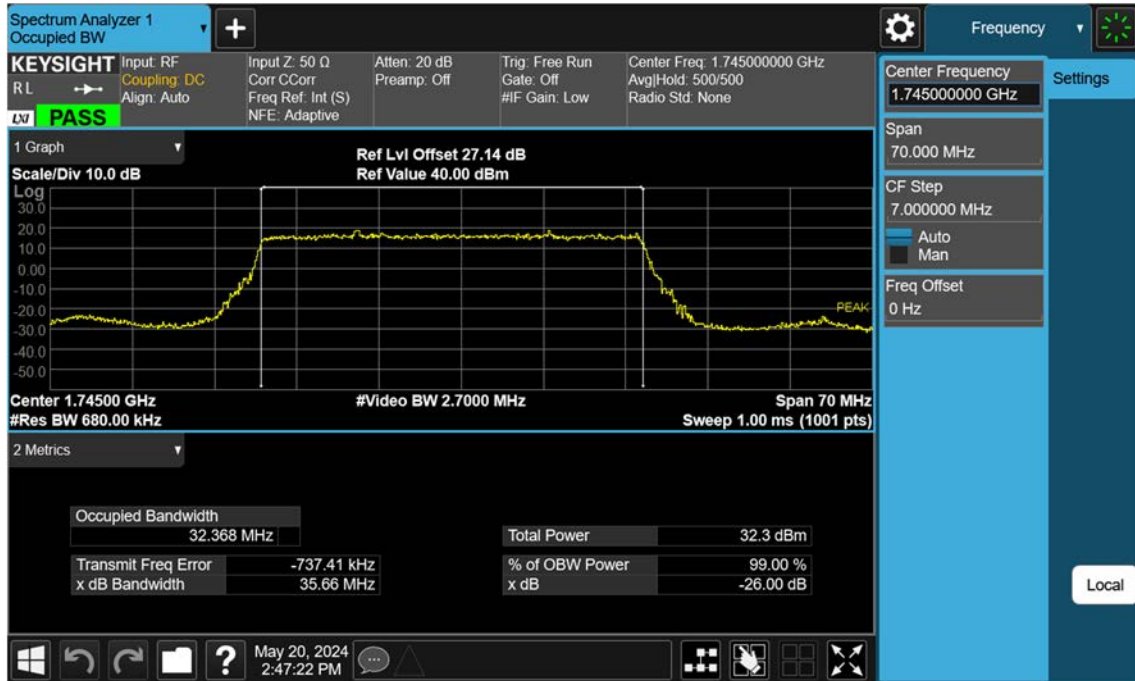 Spectrum Analyzer 1
Occupied BW
+
Frequency
KEYSIGHT
R L
LXI PASS
Input: RF
Coupling: DC
Align: Auto
Input Z: 50 Ω
Corr CCorr
Freq Ref: Int (S)
NFE: Adaptive
Atten: 20 dB
Preamp: Off
Trig: Free Run
Gate: Off
#IF Gain: Low
Center Freq: 1.745000000 GHz
Avg|Hold: 500/500
Radio Std: None
Center Frequency
1.745000000 GHz
Settings
Span
70.000 MHz
CF Step
7.000000 MHz
Auto
Man
Freq Offset
0 Hz
Local
1 Graph
Scale/Div 10.0 dB
Ref Lvl Offset 27.14 dB
Ref Value 40.00 dBm
Log
30.0
20.0
10.0
0.00
-10.0
-20.0
-30.0
-40.0
-50.0
PEAK
Center 1.74500 GHz
#Video BW 2.7000 MHz
Span 70 MHz
#Res BW 680.00 kHz
Sweep 1.00 ms (1001 pts)
2 Metrics
Occupied Bandwidth
32.368 MHz
Total Power 32.3 dBm
Transmit Freq Error -737.41 kHz
% of OBW Power 99.00 %
x dB Bandwidth 35.66 MHz
x dB -26.00 dB
?
May 20, 2024
2:47:22 PM